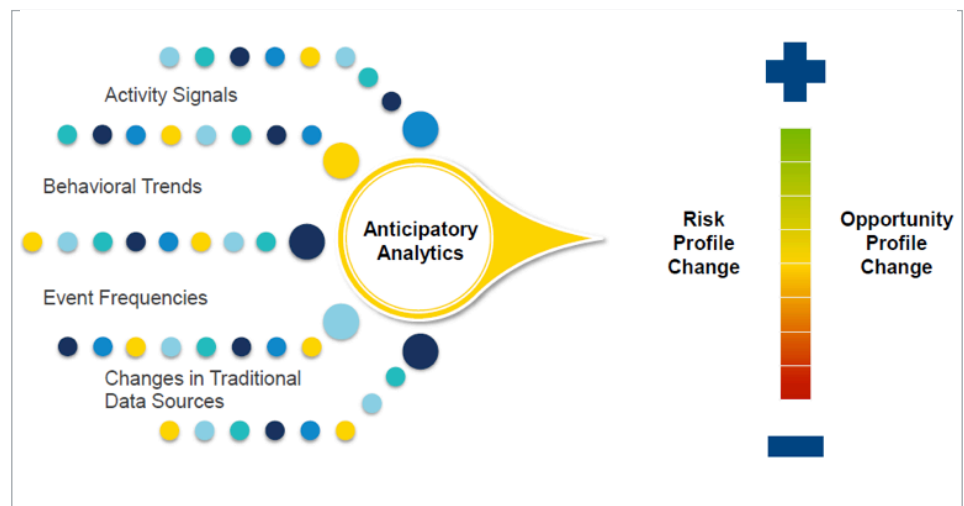 Activity Signals
Behavioral Trends
Event Frequencies
Changes in Traditional
Data Sources
Anticipatory
Analytics
Risk
Profile
Change
Opportunity
Profile
Change